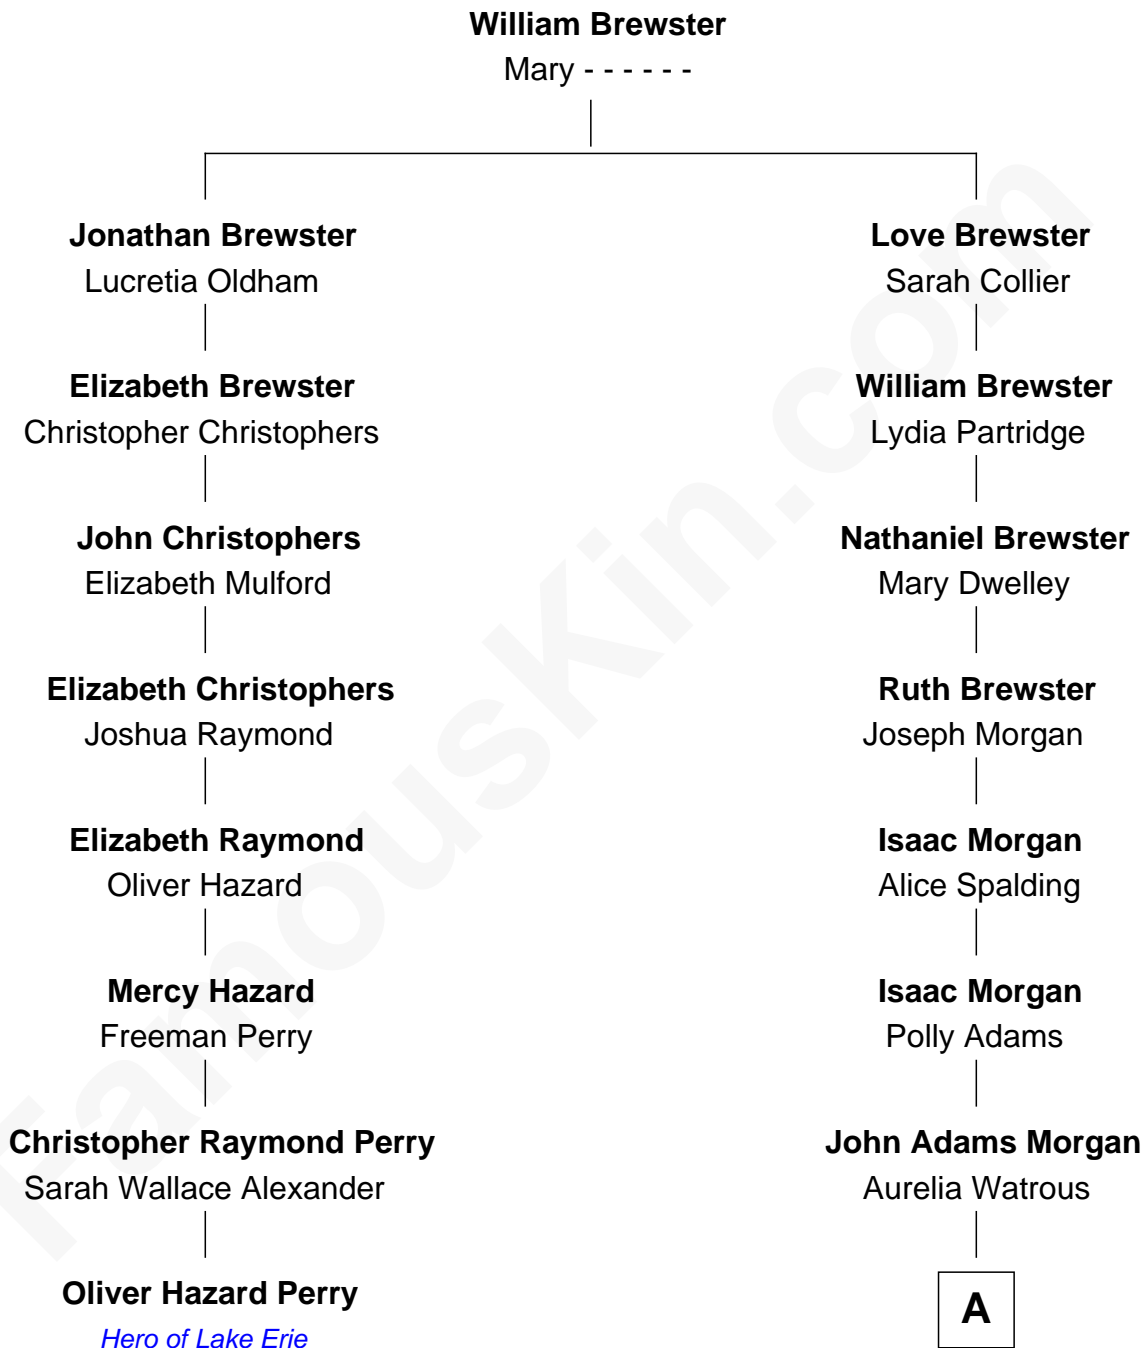 William Brewster
Mary - - - - - -
Jonathan Brewster
Lucretia Oldham
Love Brewster
Sarah Collier
Elizabeth Brewster
Christopher Christophers
William Brewster
Lydia Partridge
John Christophers
Elizabeth Mulford
Nathaniel Brewster
Mary Dwelley
Elizabeth Christophers
Joshua Raymond
Ruth Brewster
Joseph Morgan
Elizabeth Raymond
Oliver Hazard
Isaac Morgan
Alice Spalding
Mercy Hazard
Freeman Perry
Isaac Morgan
Polly Adams
Christopher Raymond Perry
Sarah Wallace Alexander
John Adams Morgan
Aurelia Watrous
Oliver Hazard Perry
Hero of Lake Erie
A
FamousKin.com